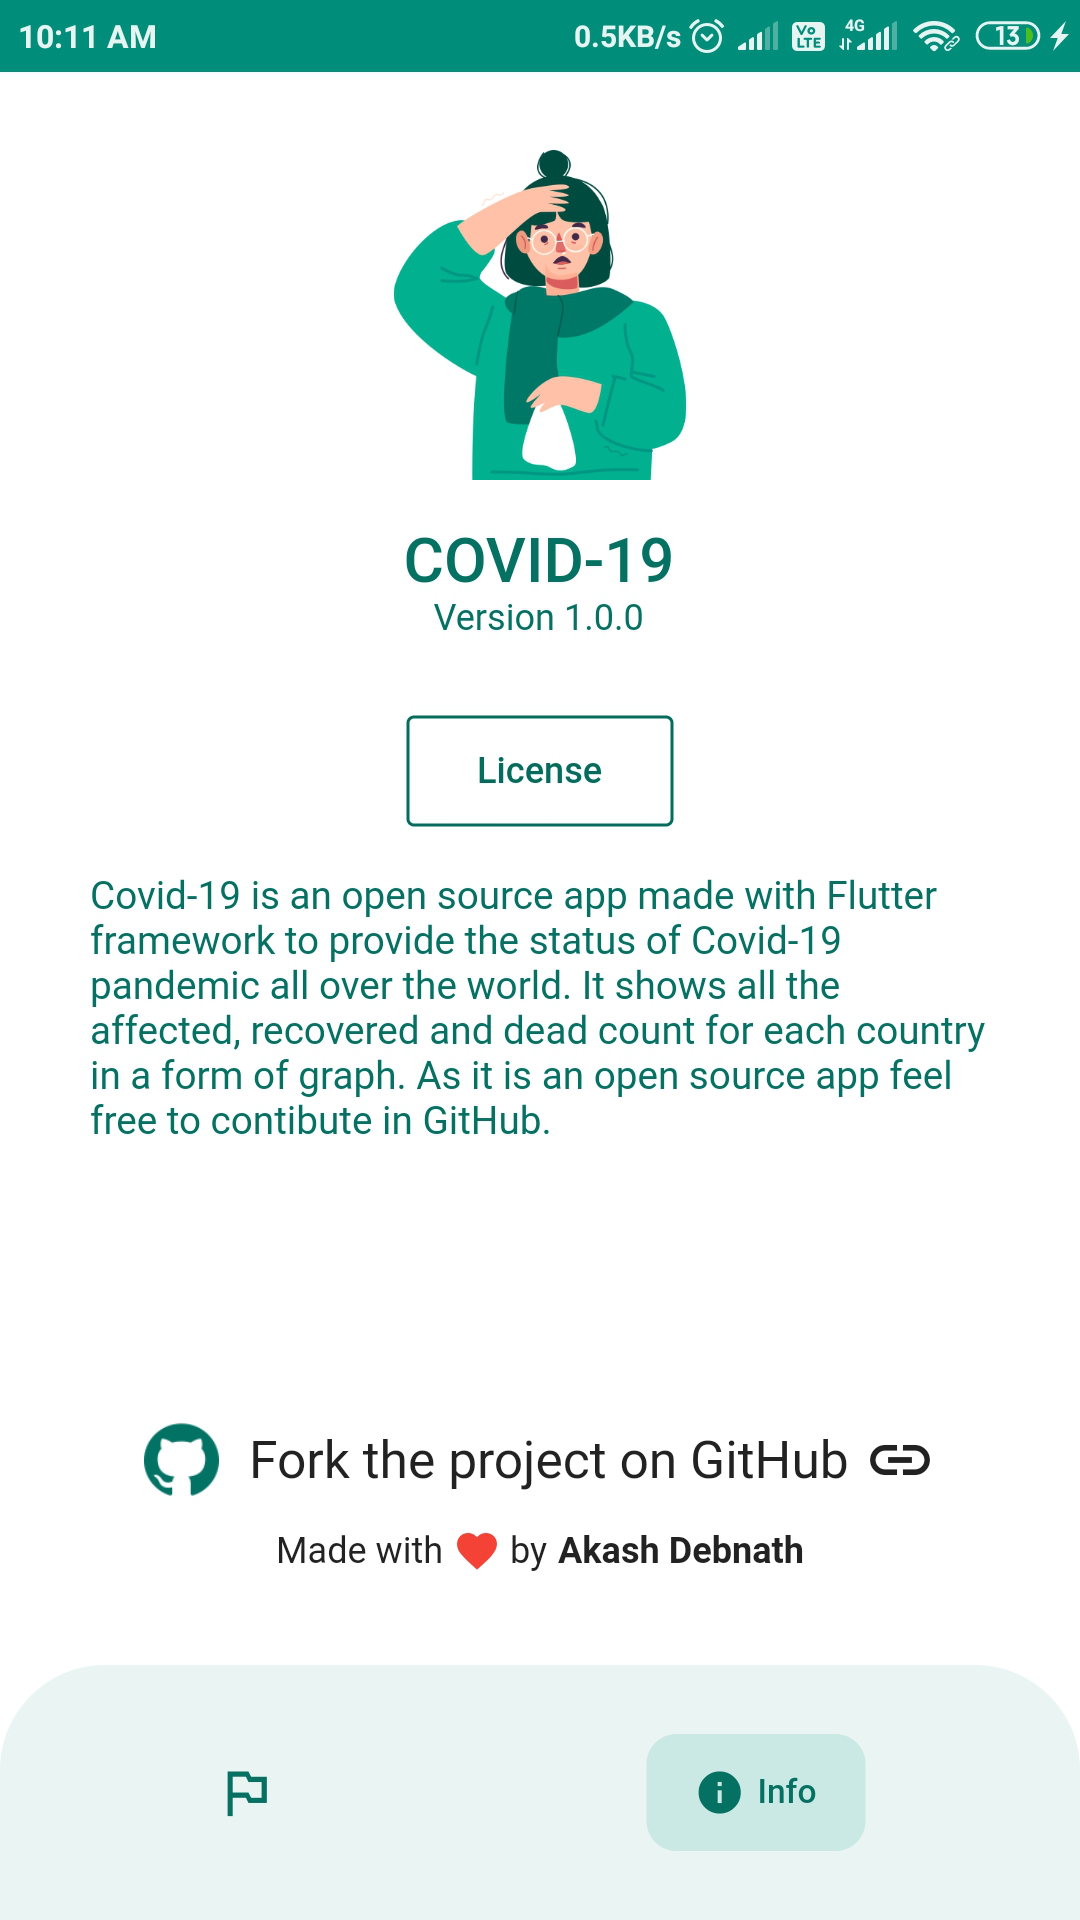 10:11 AM 0.5KB/s Vo LTE 4G 13
COVID-19
Version 1.0.0
License
Covid-19 is an open source app made with Flutter
framework to provide the status of Covid-19
pandemic all over the world. It shows all the
affected, recovered and dead count for each country
in a form of graph. As it is an open source app feel
free to contibute in GitHub.
Fork the project on GitHub
Made with ❤ by Akash Debnath
Info